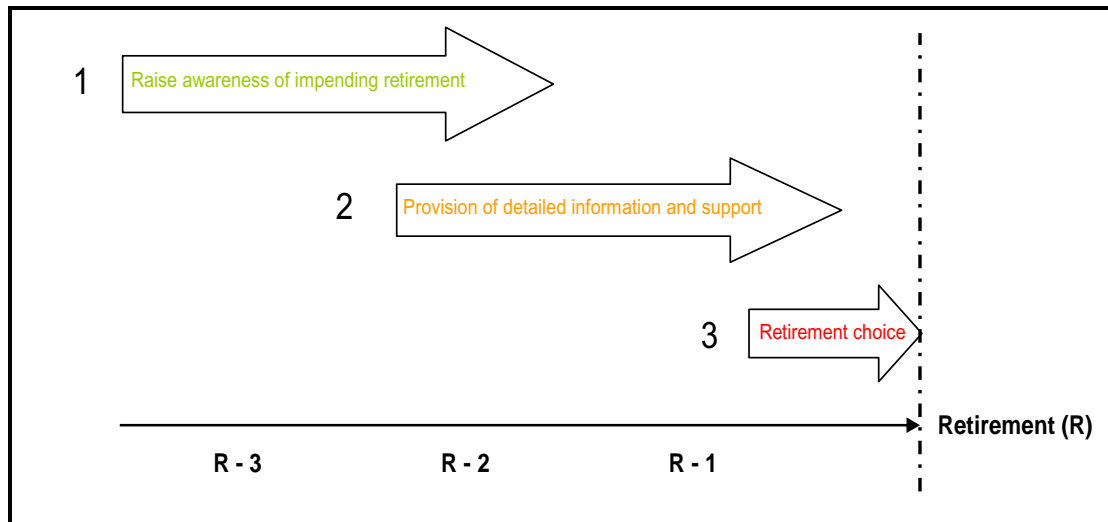 1
Raise awareness of impending retirement
2
Provision of detailed information and support
3
Retirement choice
Retirement (R)
R - 3
R - 2
R - 1